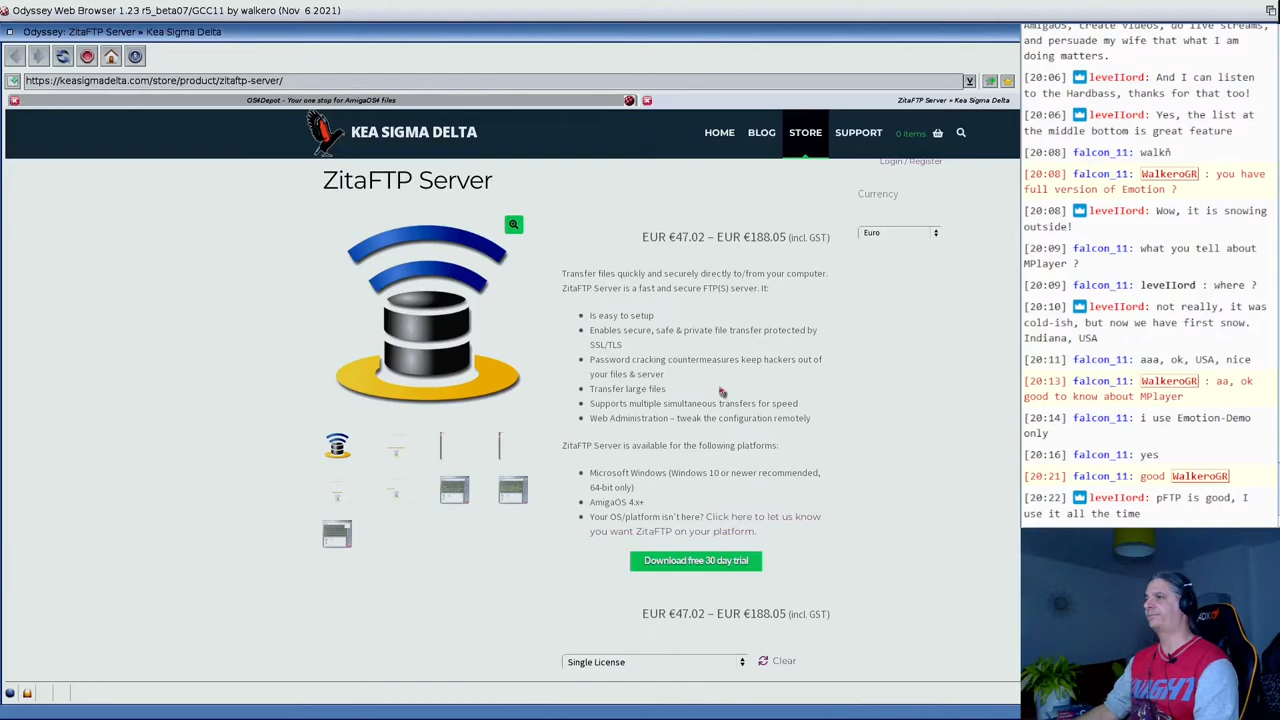 Odyssey Web Browser 1.23 r5_beta07/GCC11 by walkero (Nov 6 2021)
Odyssey: ZitaFTP Server » Kea Sigma Delta
https://keasigmadelta.com/store/product/zitaftp-server/
OS4Depot - Your one stop for AmigaOS4 files
ZitaFTP Server » Kea Sigma Delta
KEA SIGMA DELTA
HOME BLOG STORE SUPPORT 0 items
Login / Register
ZitaFTP Server
Currency
Euro
EUR €47.02 – EUR €188.05 (incl. GST)
Transfer files quickly and securely directly to/from your computer.
ZitaFTP Server is a fast and secure FTP(S) server. It:
Is easy to setup
Enables secure, safe & private file transfer protected by
SSL/TLS
Password cracking countermeasures keep hackers out of
your files & server
Transfer large files
Supports multiple simultaneous transfers for speed
Web Administration – tweak the configuration remotely
ZitaFTP Server is available for the following platforms:
Microsoft Windows (Windows 10 or newer recommended,
64-bit only)
AmigaOS 4.x+
Your OS/platform isn't here? Click here to let us know
you want ZitaFTP on your platform.
Download free 30 day trial
EUR €47.02 – EUR €188.05 (incl. GST)
Single License
Clear
AmigaOS, create videos, do live streams,
and persuade my wife that what I am
doing matters.
[20:06] leveIIord: And I can listen
to the Hardbass, thanks for that too!
[20:06] leveIIord: Yes, the list at
the middle bottom is great feature
[20:08] falcon_11: walkň
[20:08] falcon_11: WalkeroGR : you have
full version of Emotion ?
[20:08] leveIIord: Wow, it is snowing
outside!
[20:09] falcon_11: what you tell about
MPlayer ?
[20:09] falcon_11: leveIIord : where ?
[20:10] leveIIord: not really, it was
cold-ish, but now we have first snow.
Indiana, USA
[20:11] falcon_11: aaa, ok, USA, nice
[20:13] falcon_11: WalkeroGR : aa, ok
good to know about MPlayer
[20:14] falcon_11: i use Emotion-Demo
only
[20:16] falcon_11: yes
[20:21] falcon_11: good WalkeroGR
[20:22] leveIIord: pFTP is good, I
use it all the time